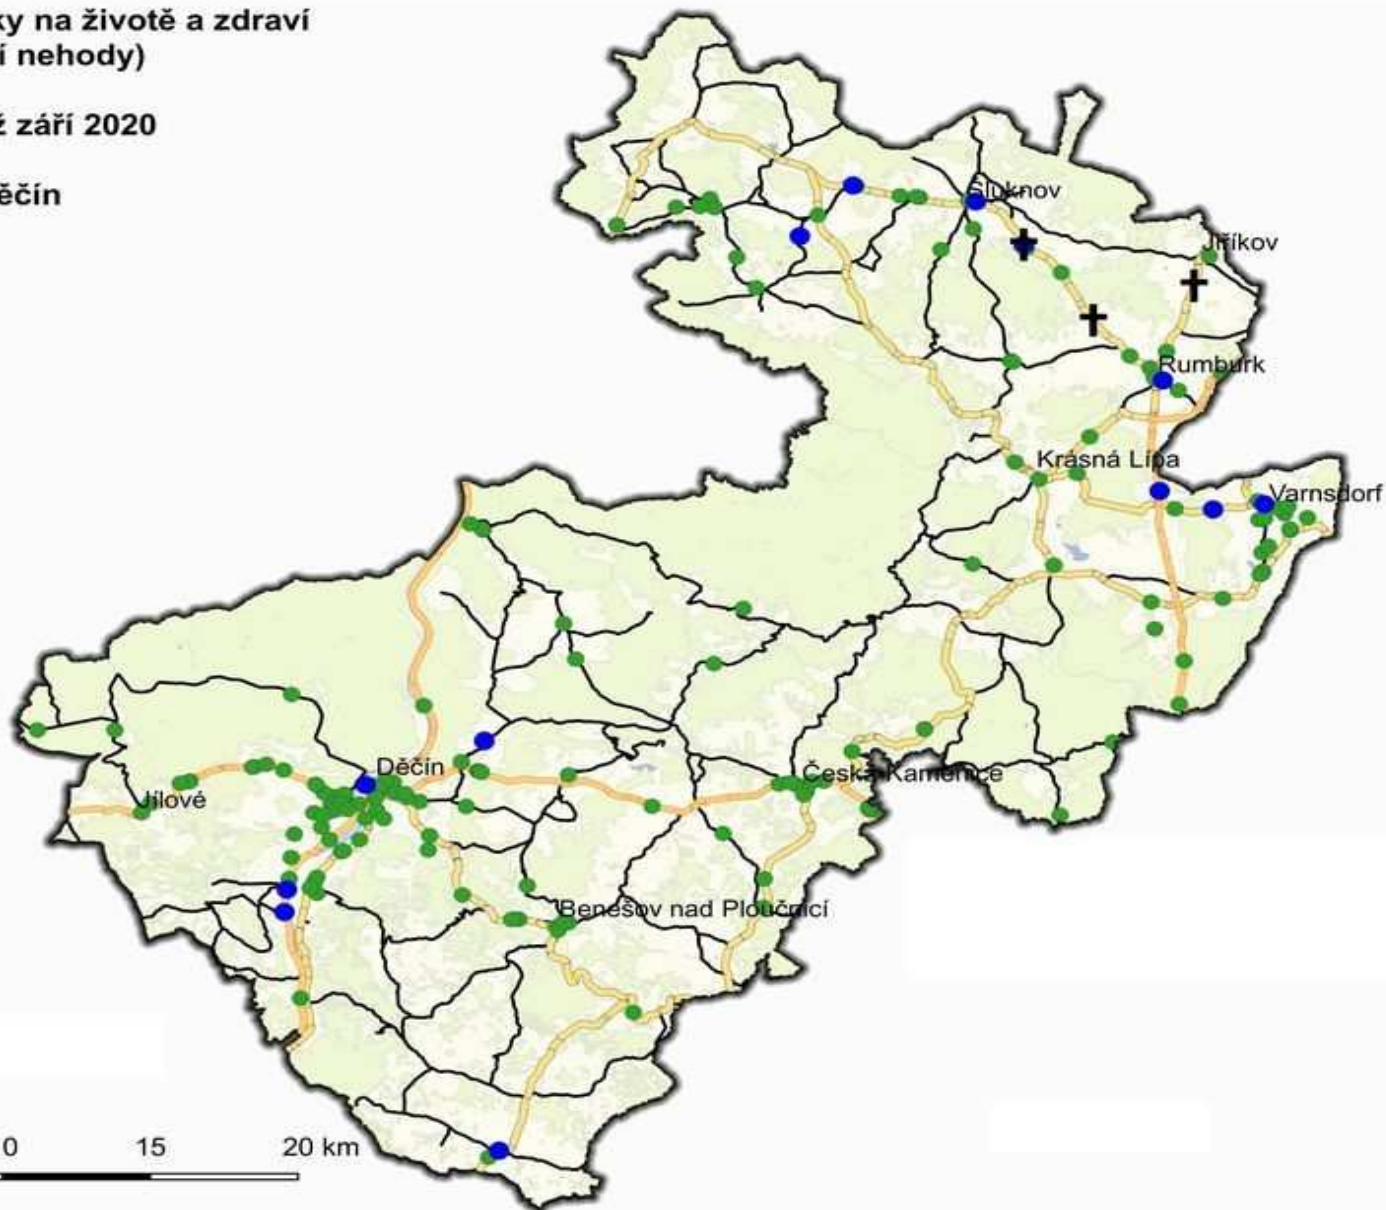 ky na životě a zdraví
í nehody)
ž září 2020
ěčín
Šluknov
Jiříkov
Rumburk
Krásná Lípa
Varnsdorf
Děčín
Česká Kamenice
Jílové
Benešov nad Ploučnicí
0 15 20 km